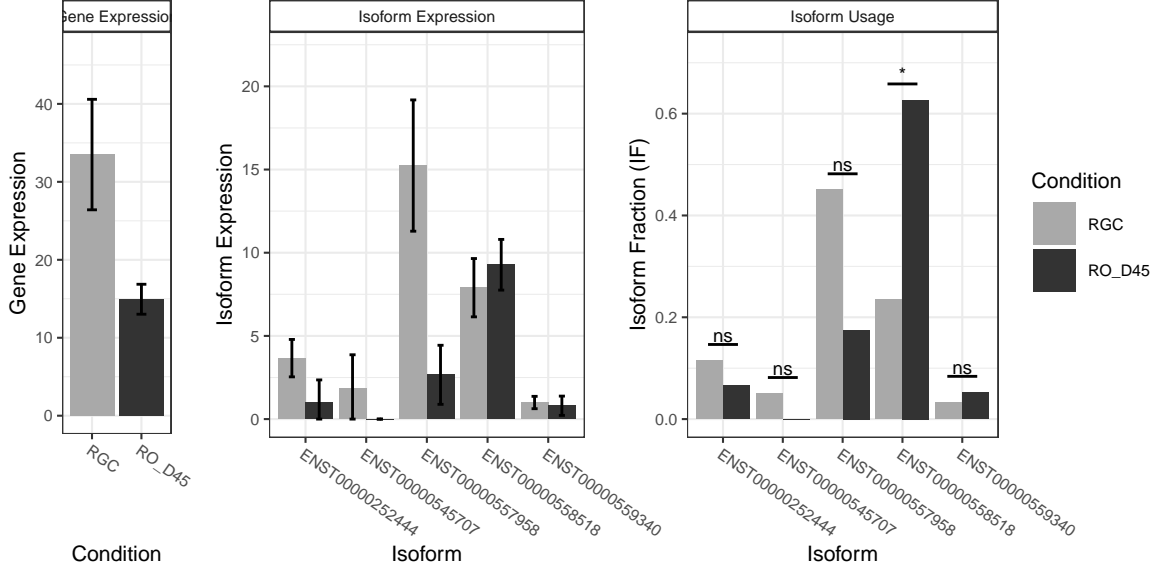 Gene Expression
Gene Expression
0
10
20
30
40
RGC
RO_D45
Condition
Isoform Expression
Isoform Expression
0
5
10
15
20
ENST00000252444
ENST00000545707
ENST00000557958
ENST00000558518
ENST00000559340
Isoform
Isoform Usage
Isoform Fraction (IF)
0.0
0.2
0.4
0.6
ns
ns
ns
*
ns
ENST00000252444
ENST00000545707
ENST00000557958
ENST00000558518
ENST00000559340
Isoform
Condition
RGC
RO_D45